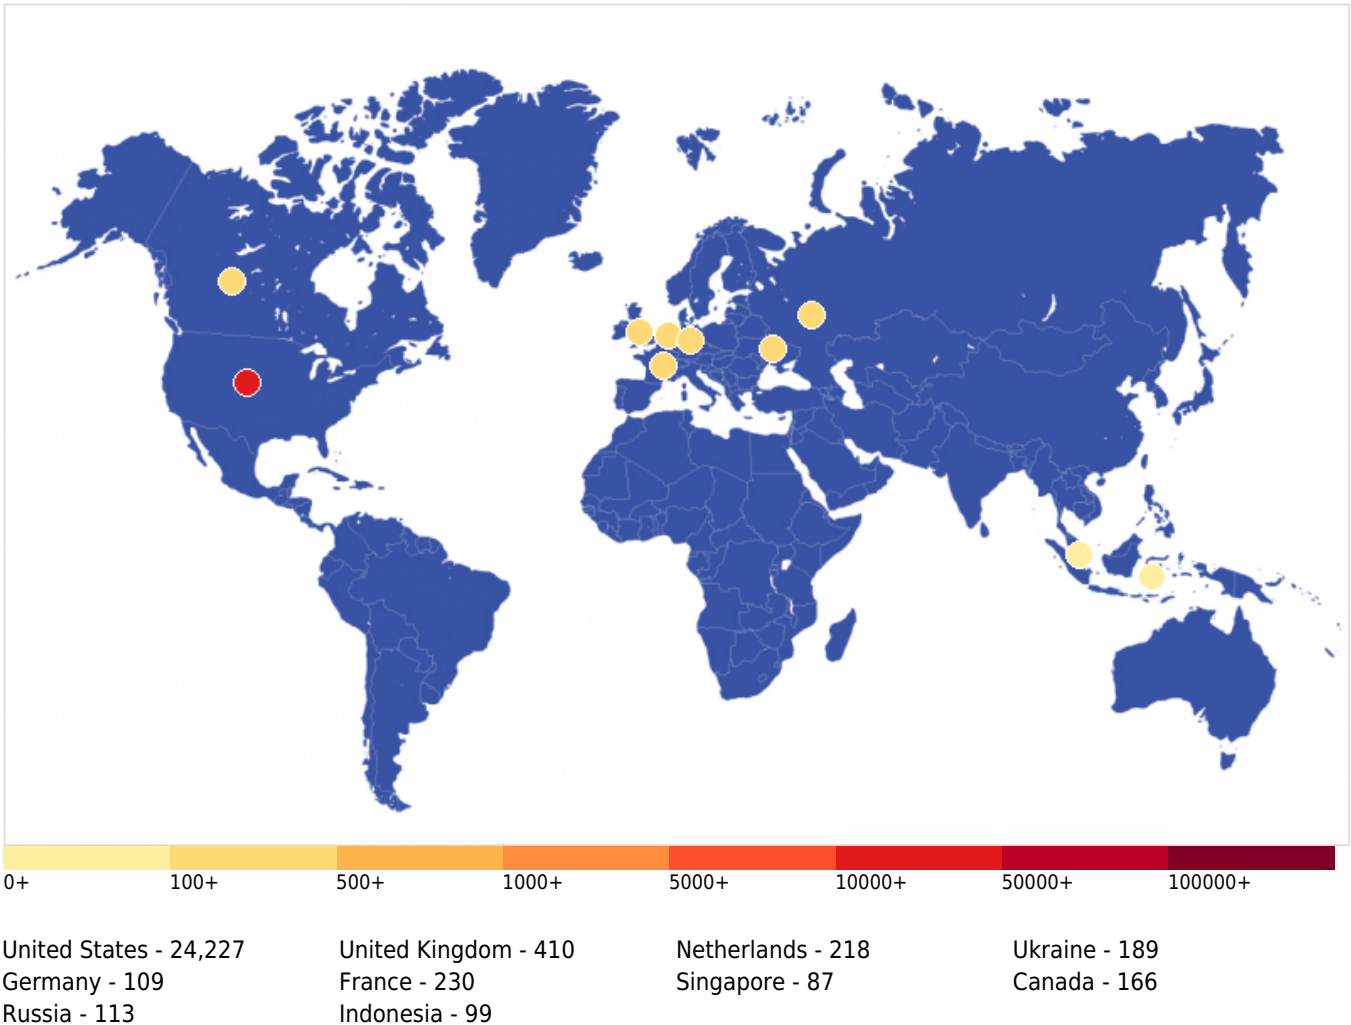 0+ 100+ 500+ 1000+ 5000+ 10000+ 50000+ 100000+
United States - 24,227 United Kingdom - 410 Netherlands - 218 Ukraine - 189
Germany - 109 France - 230 Singapore - 87 Canada - 166
Russia - 113 Indonesia - 99